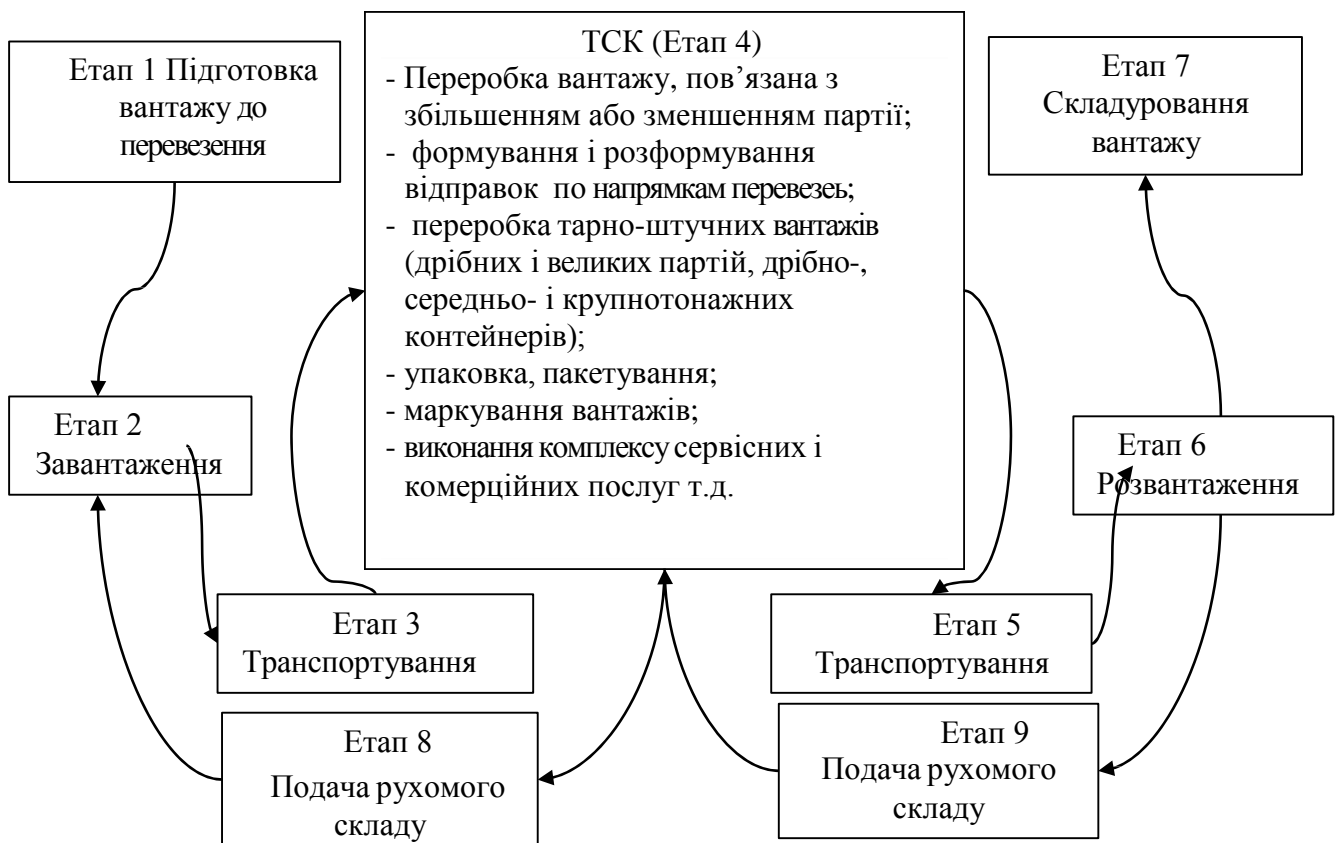 Етап 1 Підготовка
вантажу до
перевезення
Етап 2
Завантаження
Етап 3
Транспортування
ТСК (Етап 4)
- Переробка вантажу, пов’язана з
збільшенням або зменшенням партії;
- формування і розформування
відправок по напрямкам перевезеь;
- переробка тарно-штучних вантажів
(дрібних і великих партій, дрібно-,
середньо- і крупнотонажних
контейнерів);
- упаковка, пакетування;
- маркування вантажів;
- виконання комплексу сервісних і
комерційних послуг т.д.
Етап 5
Транспортування
Етап 6
Розвантаження
Етап 7
Складуровання
вантажу
Етап 8
Подача рухомого
складу
Етап 9
Подача рухомого
складу